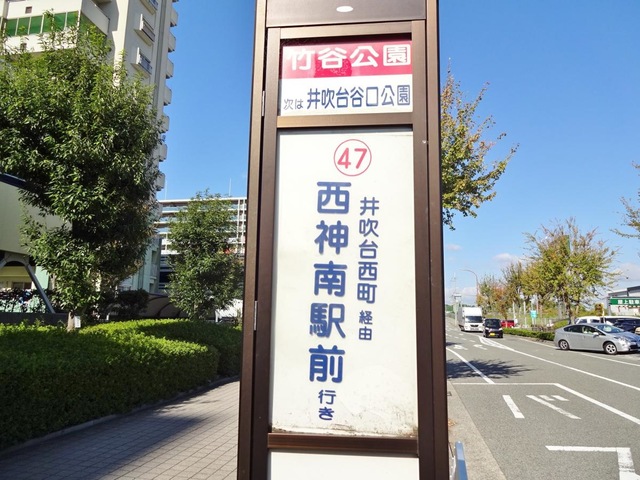 竹谷公園
次は 井吹台谷口公園
47
井吹台西町 経由
西神南駅前 行き